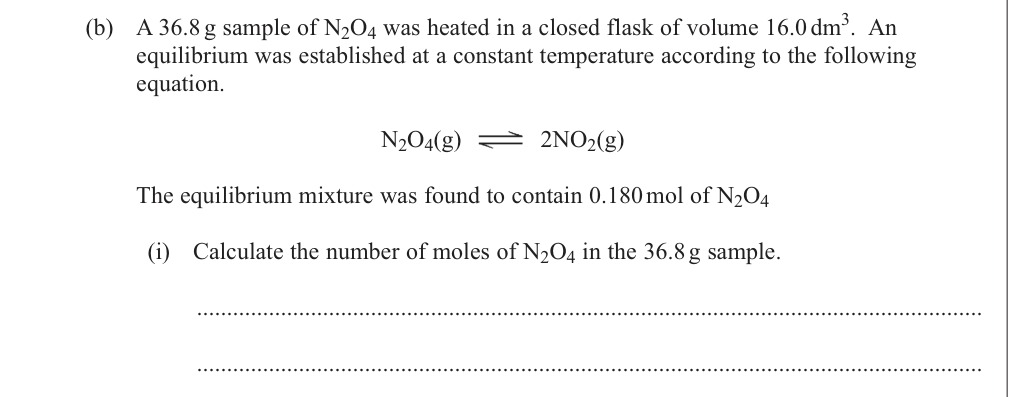 (b) A 36.8 g sample of N₂O₄ was heated in a closed flask of volume 16.0 dm³. An
equilibrium was established at a constant temperature according to the following
equation.
N₂O₄(g) ⇌ 2NO₂(g)
The equilibrium mixture was found to contain 0.180 mol of N₂O₄
(i) Calculate the number of moles of N₂O₄ in the 36.8 g sample.